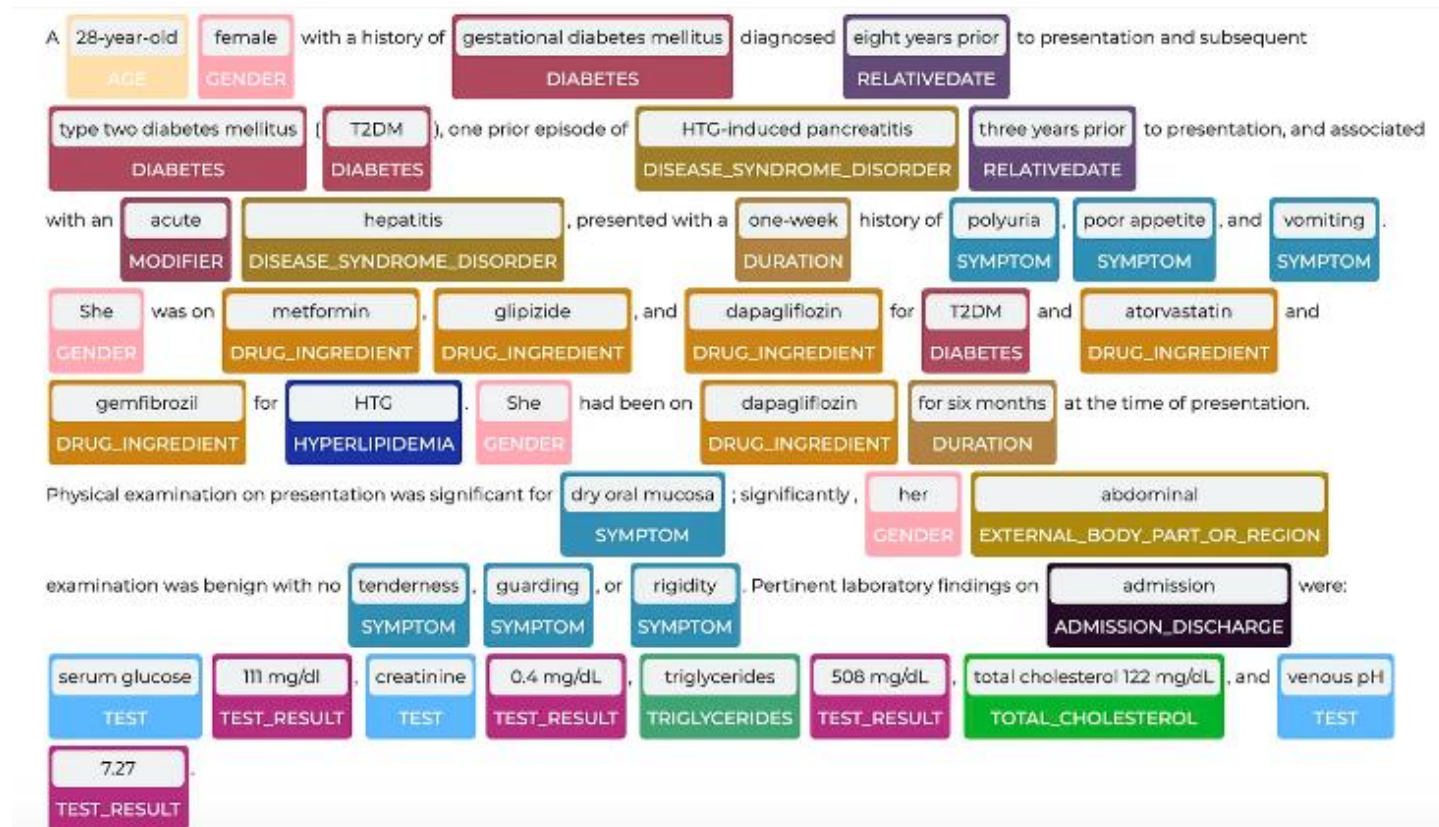 A 28-year-old female with a history of gestational diabetes mellitus diagnosed eight years prior to presentation and subsequent
AGE GENDER DIABETES RELATIVEDATE
type two diabetes mellitus ( T2DM ), one prior episode of HTG-induced pancreatitis three years prior to presentation, and associated
DIABETES DIABETES DISEASE_SYNDROME_DISORDER RELATIVEDATE
with an acute hepatitis , presented with a one-week history of polyuria , poor appetite , and vomiting .
MODIFIER DISEASE_SYNDROME_DISORDER DURATION SYMPTOM SYMPTOM SYMPTOM
She was on metformin , glipizide , and dapagliflozin for T2DM and atorvastatin and
GENDER DRUG_INGREDIENT DRUG_INGREDIENT DRUG_INGREDIENT DIABETES DRUG_INGREDIENT
gemfibrozil for HTG . She had been on dapagliflozin for six months at the time of presentation.
DRUG_INGREDIENT HYPERLIPIDEMIA GENDER DRUG_INGREDIENT DURATION
Physical examination on presentation was significant for dry oral mucosa ; significantly , her abdominal
SYMPTOM GENDER EXTERNAL_BODY_PART_OR_REGION
examination was benign with no tenderness , guarding , or rigidity . Pertinent laboratory findings on admission were:
SYMPTOM SYMPTOM SYMPTOM ADMISSION_DISCHARGE
serum glucose 111 mg/dl , creatinine 0.4 mg/dL , triglycerides 508 mg/dL , total cholesterol 122 mg/dL , and venous pH
TEST TEST_RESULT TEST TEST_RESULT TRIGLYCERIDES TEST_RESULT TOTAL_CHOLESTEROL TEST
7.27 .
TEST_RESULT